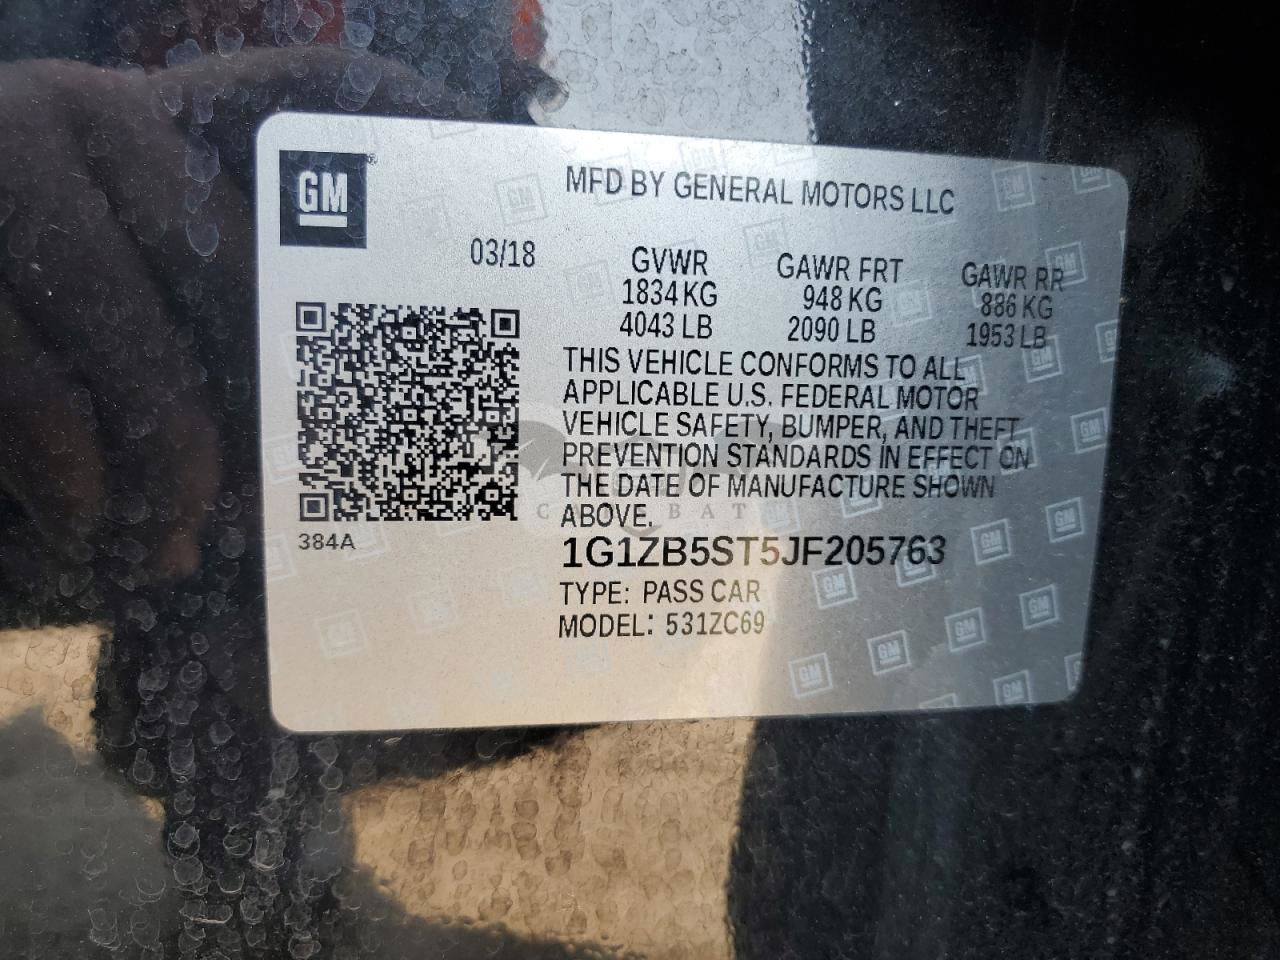 GM
MFD BY GENERAL MOTORS LLC
03/18
GVWR GAWR FRT GAWR RR
1834 KG 948 KG 886 KG
4043 LB 2090 LB 1953 LB
THIS VEHICLE CONFORMS TO ALL
APPLICABLE U.S. FEDERAL MOTOR
VEHICLE SAFETY, BUMPER, AND THEFT
PREVENTION STANDARDS IN EFFECT ON
THE DATE OF MANUFACTURE SHOWN
ABOVE.
384A
1G1ZB5ST5JF205763
TYPE: PASS CAR
MODEL: 531ZC69